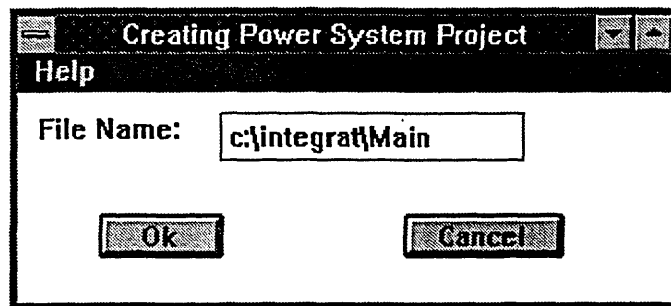 Creating Power System Project
Help
File Name: c:\integrat\Main
Ok Cancel